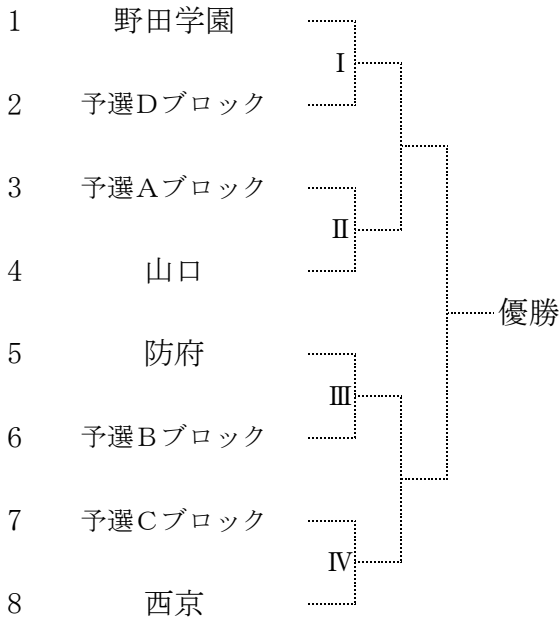 1 野田学園
Ⅰ
2 予選Dブロック
3 予選Aブロック
Ⅱ
4 山口
優勝
5 防府
Ⅲ
6 予選Bブロック
7 予選Cブロック
Ⅳ
8 西京